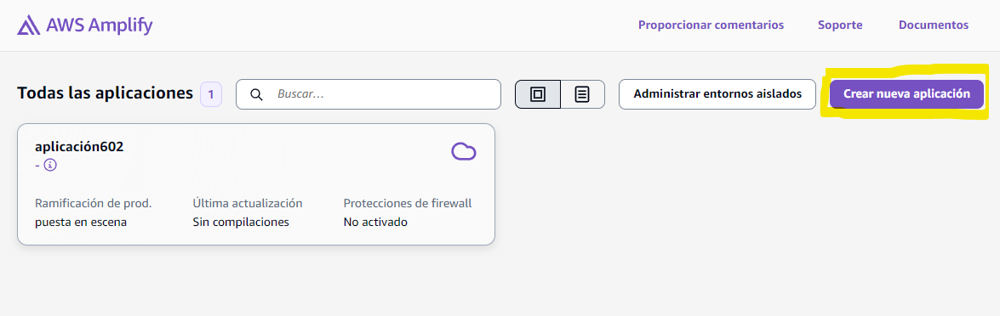 AWS Amplify
Proporcionar comentarios
Soporte
Documentos
Todas las aplicaciones 1
Buscar...
Administrar entornos aislados
Crear nueva aplicación
aplicación602
-
Ramificación de prod.
puesta en escena
Última actualización
Sin compilaciones
Protecciones de firewall
No activado